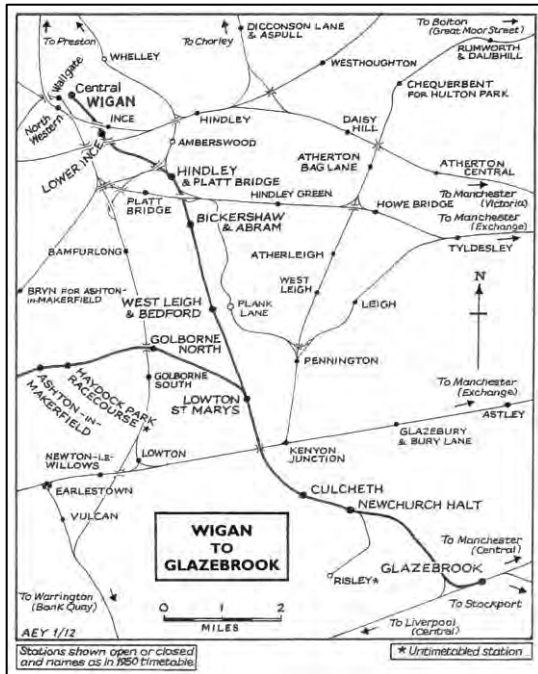 To Preston
WHELLEY
To Chorley
DICCONSON LANE
& ASPULL
To Bolton
(Great Moor Street)
RUMWORTH
& DAUBHILL
WESTHOUGHTON
CHEQUERBENT
FOR HULTON PARK
Wallgate
Central
WIGAN
North
Western
INCE
LOWER INCE
HINDLEY
AMBERSWOOD
DAISY
HILL
ATHERTON
BAG LANE
ATHERTON
CENTRAL
To Manchester
(Victoria)
HINDLEY
& PLATT BRIDGE
PLATT
BRIDGE
HINDLEY GREEN
HOWE BRIDGE
To Manchester
(Exchange)
TYLDESLEY
BICKERSHAW
& ABRAM
BAMFURLONG
ATHERLEIGH
WEST
LEIGH
LEIGH
N
BRYN FOR ASHTON-
IN-MAKERFIELD
PLANK
LANE
WEST LEIGH
& BEDFORD
GOLBORNE
NORTH
PENNINGTON
ASHTON-IN-
MAKERFIELD
HAYDOCK PARK
RACECOURSE*
GOLBORNE
SOUTH
LOWTON
ST MARYS
To Manchester
(Exchange)
ASTLEY
GLAZEBURY
& BURY LANE
NEWTON-LE-
WILLOWS
LOWTON
KENYON
JUNCTION
EARLESTOWN
VULCAN
CULCHETH
NEWCHURCH HALT
WIGAN
TO
GLAZEBROOK
RISLEY*
To Manchester
(Central)
GLAZEBROOK
To Stockport
To Warrington
(Bank Quay)
0 1 2
MILES
To Liverpool
(Central)
AEY 1/12
Stations shown open or closed
and names as in 1950 timetable
* Untimetabled station